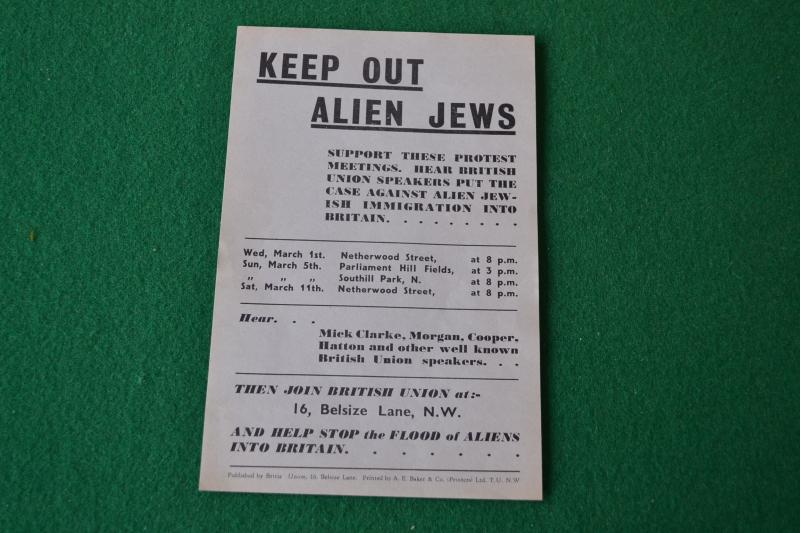 KEEP OUT
ALIEN JEWS
SUPPORT THESE PROTEST
MEETINGS. HEAR BRITISH
UNION SPEAKERS PUT THE
CASE AGAINST ALIEN JEW-
ISH IMMIGRATION INTO
BRITAIN. . . . . . . . .
Wed, March 1st. Netherwood Street, at 8 p.m.
Sun, March 5th. Parliament Hill Fields, at 3 p.m.
„ „ „ Southill Park, N. at 8 p.m.
Sat, March 11th. Netherwood Street, at 8 p.m.
Hear. . .
Mick Clarke, Morgan, Cooper.
Hatton and other well known
British Union speakers. . .
THEN JOIN BRITISH UNION at:-
16, Belsize Lane, N.W.
AND HELP STOP the FLOOD of ALIENS
INTO BRITAIN. . . . . . .
Published by Union, 16, Belsize Lane. Printed by A. E. Baker & Co. (Printers) Ltd. T.U. N.W